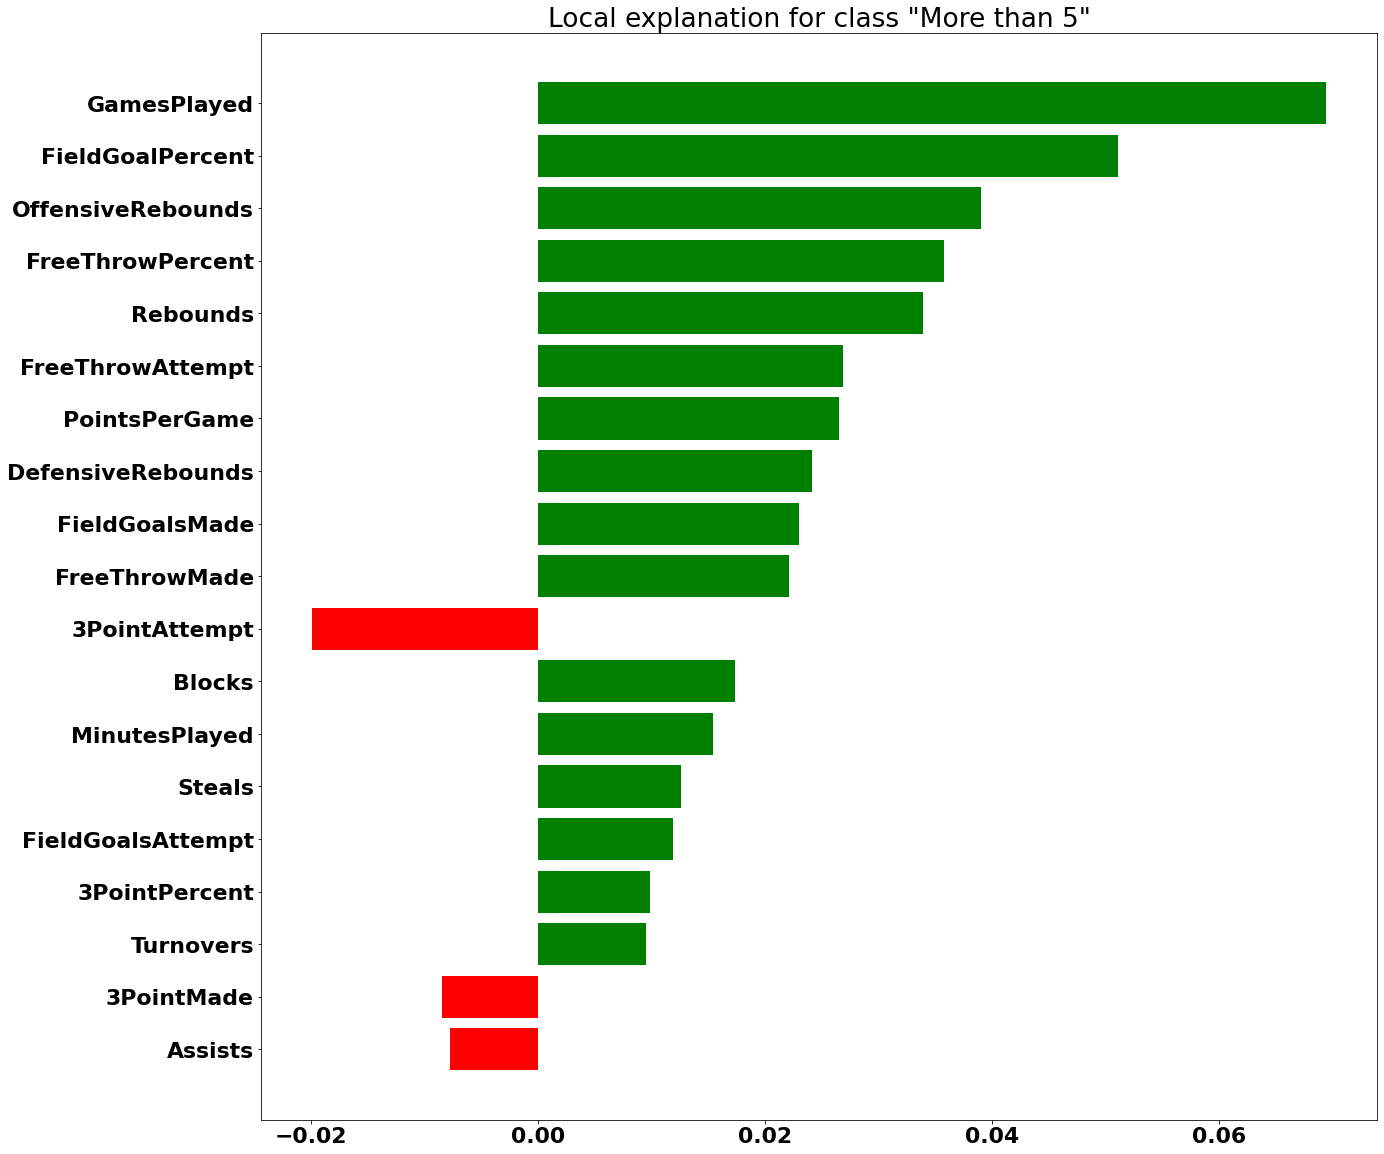 Local explanation for class "More than 5"
GamesPlayed
FieldGoalPercent
OffensiveRebounds
FreeThrowPercent
Rebounds
FreeThrowAttempt
PointsPerGame
DefensiveRebounds
FieldGoalsMade
FreeThrowMade
3PointAttempt
Blocks
MinutesPlayed
Steals
FieldGoalsAttempt
3PointPercent
Turnovers
3PointMade
Assists
−0.02 0.00 0.02 0.04 0.06